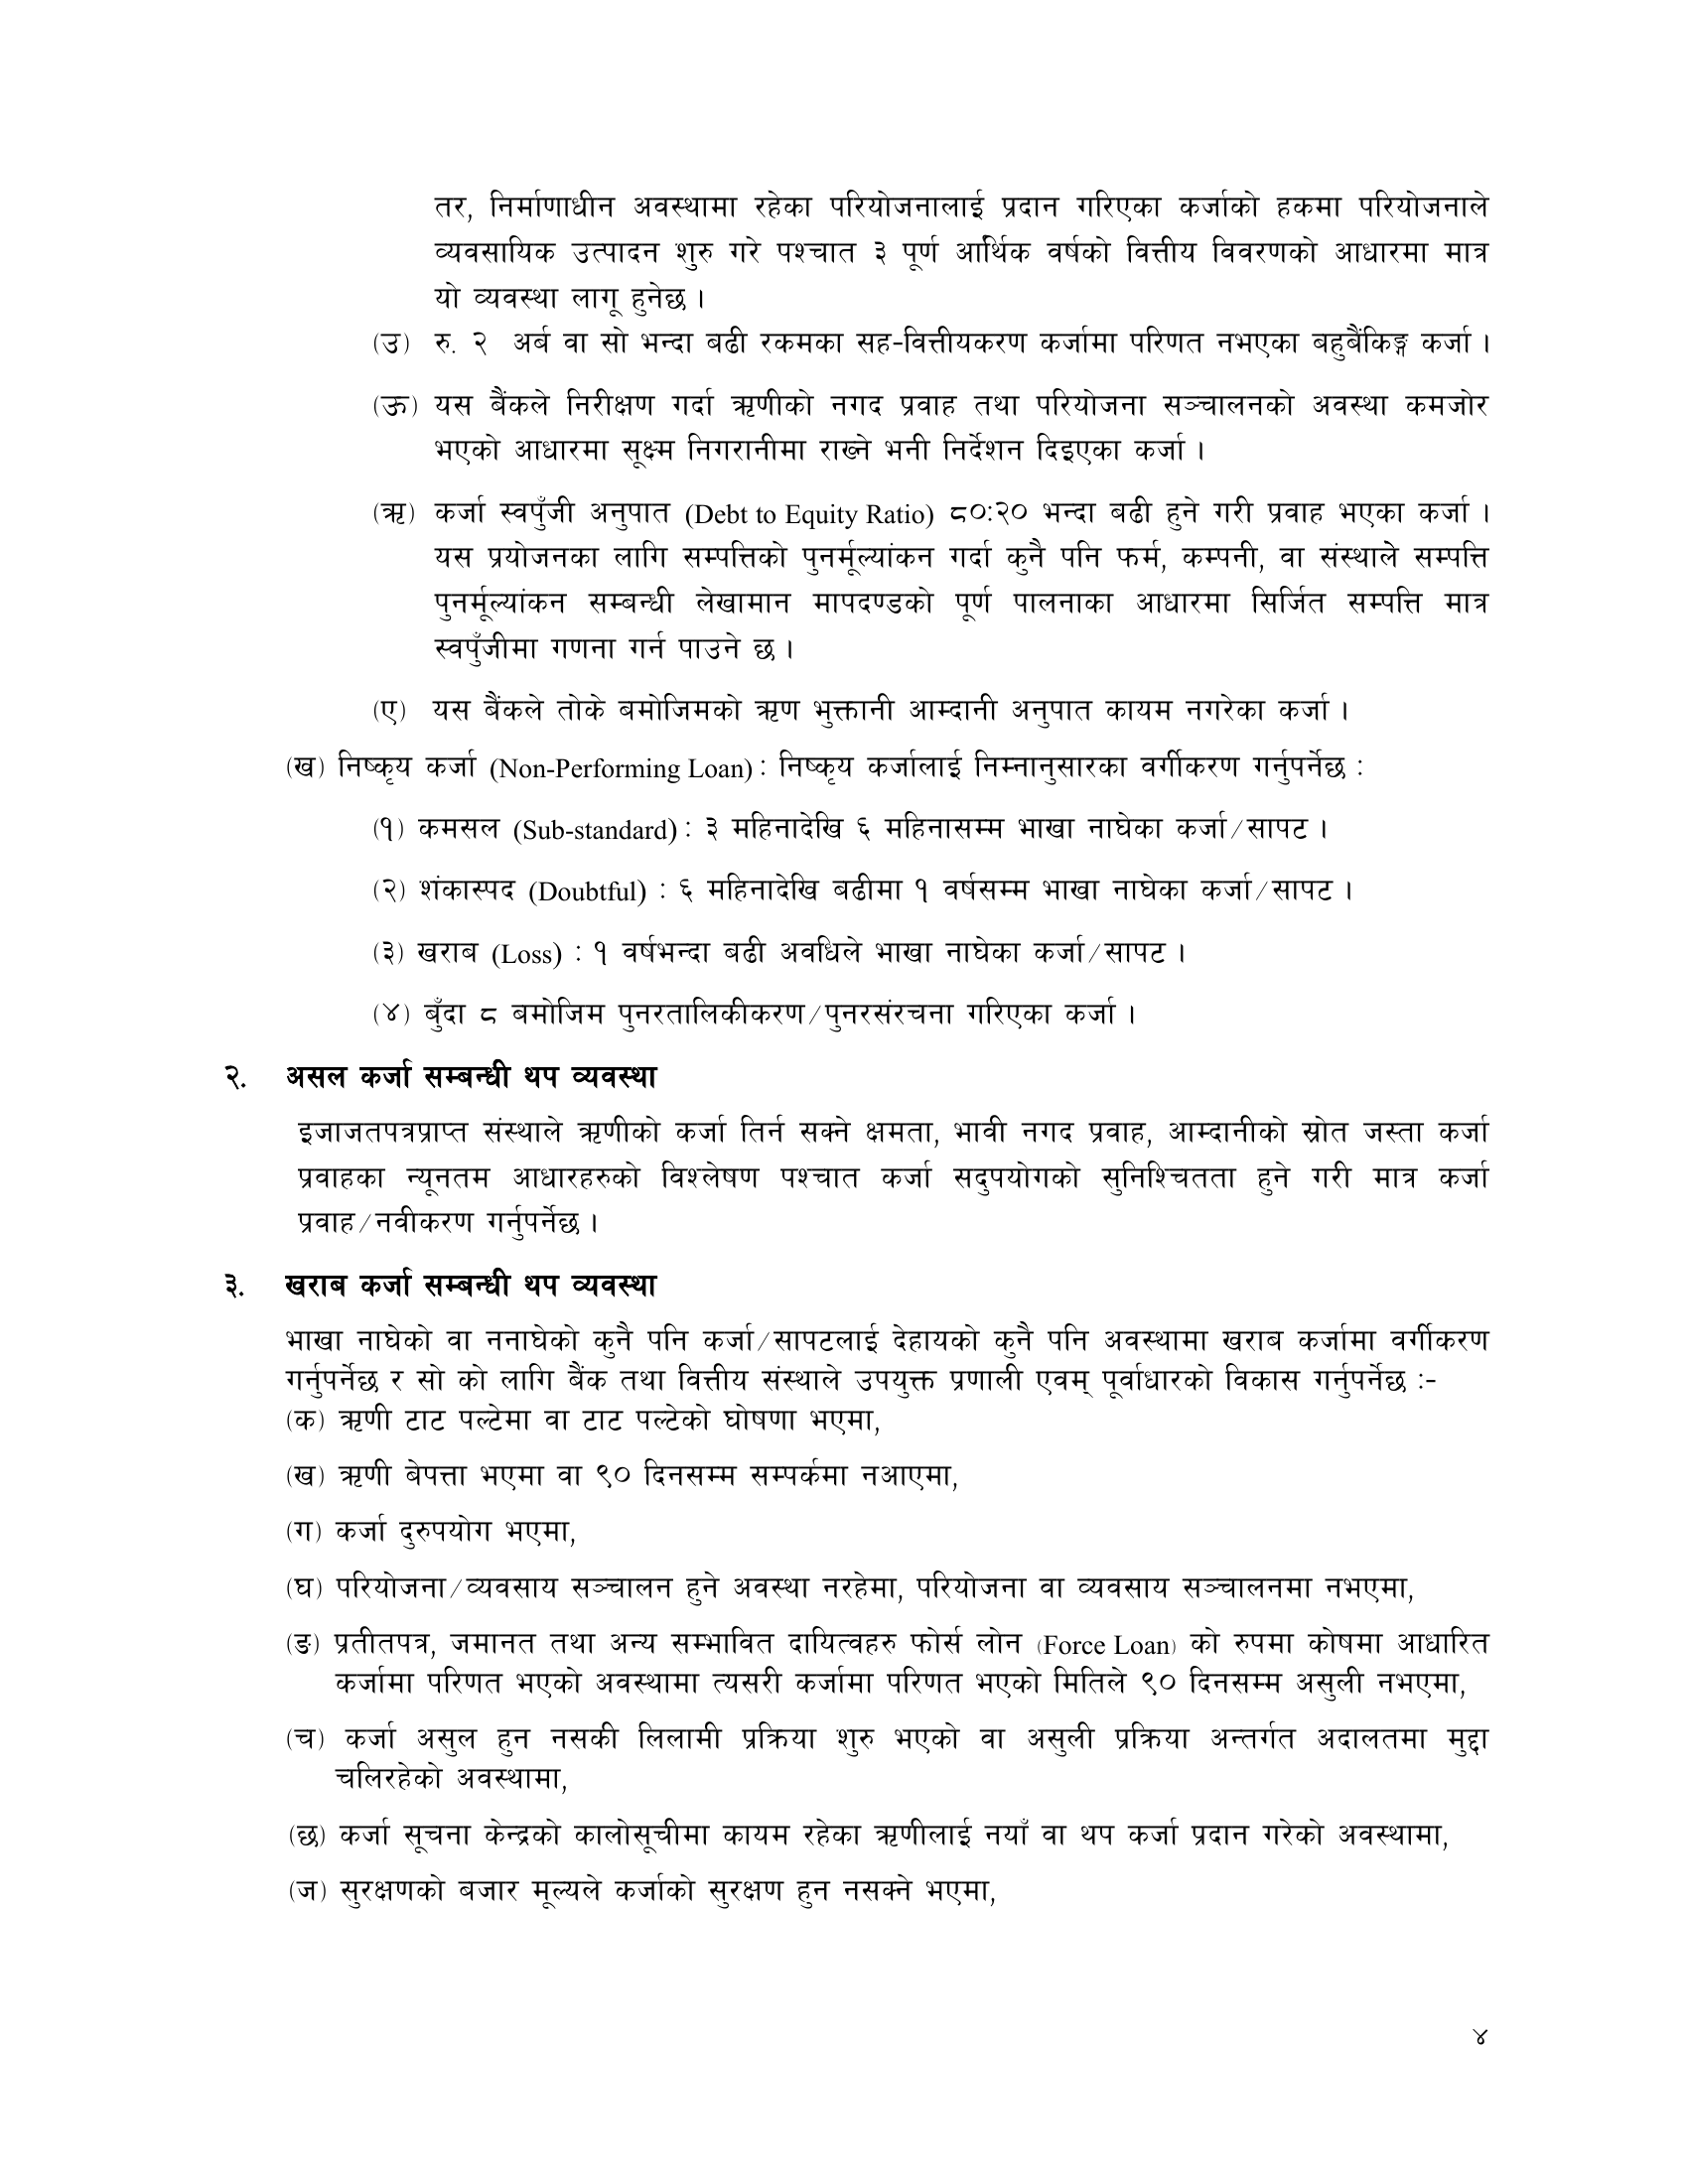 तर, निर्माणाधीन अवस्थामा रहेका परियोजनालाई प्रदान गरिएका कर्जाको हकमा परियोजनाले
व्यवसायिक उत्पादन शुरु गरे पश्चात ३ पूर्ण आर्थिक वर्षको वित्तीय विवरणको आधारमा मात्र
यो व्यवस्था लागू हुनेछ ।
(उ) रु. २ अर्ब वा सो भन्दा बढी रकमका सह-वित्तीयकरण कर्जामा परिणत नभएका बहुबैंकिङ्ग कर्जा ।
(ऊ) यस बैंकले निरीक्षण गर्दा ऋणीको नगद प्रवाह तथा परियोजना सञ्चालनको अवस्था कमजोर
भएको आधारमा सूक्ष्म निगरानीमा राख्ने भनी निर्देशन दिइएका कर्जा ।
(ऋ) कर्जा स्वपुँजी अनुपात (Debt to Equity Ratio) ८०:२० भन्दा बढी हुने गरी प्रवाह भएका कर्जा ।
यस प्रयोजनका लागि सम्पत्तिको पुनर्मूल्यांकन गर्दा कुनै पनि फर्म, कम्पनी, वा संस्थाले सम्पत्ति
पुनर्मूल्यांकन सम्बन्धी लेखामान मापदण्डको पूर्ण पालनाका आधारमा सिर्जित सम्पत्ति मात्र
स्वपुँजीमा गणना गर्न पाउने छ ।
(ए) यस बैंकले तोके बमोजिमको ऋण भुक्तानी आम्दानी अनुपात कायम नगरेका कर्जा ।
(ख) निष्कृय कर्जा (Non-Performing Loan) : निष्कृय कर्जालाई निम्नानुसारका वर्गीकरण गर्नुपर्नेछ :
(१) कमसल (Sub-standard) : ३ महिनादेखि ६ महिनासम्म भाखा नाघेका कर्जा/सापट ।
(२) शंकास्पद (Doubtful) : ६ महिनादेखि बढीमा १ वर्षसम्म भाखा नाघेका कर्जा/सापट ।
(३) खराब (Loss) : १ वर्षभन्दा बढी अवधिले भाखा नाघेका कर्जा/सापट ।
(४) बुँदा ८ बमोजिम पुनरतालिकीकरण/पुनरसंरचना गरिएका कर्जा ।
२. असल कर्जा सम्बन्धी थप व्यवस्था
इजाजतपत्रप्राप्त संस्थाले ऋणीको कर्जा तिर्न सक्ने क्षमता, भावी नगद प्रवाह, आम्दानीको स्रोत जस्ता कर्जा
प्रवाहका न्यूनतम आधारहरुको विश्लेषण पश्चात कर्जा सदुपयोगको सुनिश्चितता हुने गरी मात्र कर्जा
प्रवाह/नवीकरण गर्नुपर्नेछ ।
३. खराब कर्जा सम्बन्धी थप व्यवस्था
भाखा नाघेको वा ननाघेको कुनै पनि कर्जा/सापटलाई देहायको कुनै पनि अवस्थामा खराब कर्जामा वर्गीकरण
गर्नुपर्नेछ र सो को लागि बैंक तथा वित्तीय संस्थाले उपयुक्त प्रणाली एवम् पूर्वाधारको विकास गर्नुपर्नेछ :-
(क) ऋणी टाट पल्टेमा वा टाट पल्टेको घोषणा भएमा,
(ख) ऋणी बेपत्ता भएमा वा ९० दिनसम्म सम्पर्कमा नआएमा,
(ग) कर्जा दुरुपयोग भएमा,
(घ) परियोजना/व्यवसाय सञ्चालन हुने अवस्था नरहेमा, परियोजना वा व्यवसाय सञ्चालनमा नभएमा,
(ङ) प्रतीतपत्र, जमानत तथा अन्य सम्भावित दायित्वहरु फोर्स लोन (Force Loan) को रुपमा कोषमा आधारित
कर्जामा परिणत भएको अवस्थामा त्यसरी कर्जामा परिणत भएको मितिले ९० दिनसम्म असुली नभएमा,
(च) कर्जा असुल हुन नसकी लिलामी प्रक्रिया शुरु भएको वा असुली प्रक्रिया अन्तर्गत अदालतमा मुद्दा
चलिरहेको अवस्थामा,
(छ) कर्जा सूचना केन्द्रको कालोसूचीमा कायम रहेका ऋणीलाई नयाँ वा थप कर्जा प्रदान गरेको अवस्थामा,
(ज) सुरक्षणको बजार मूल्यले कर्जाको सुरक्षण हुन नसक्ने भएमा,
४